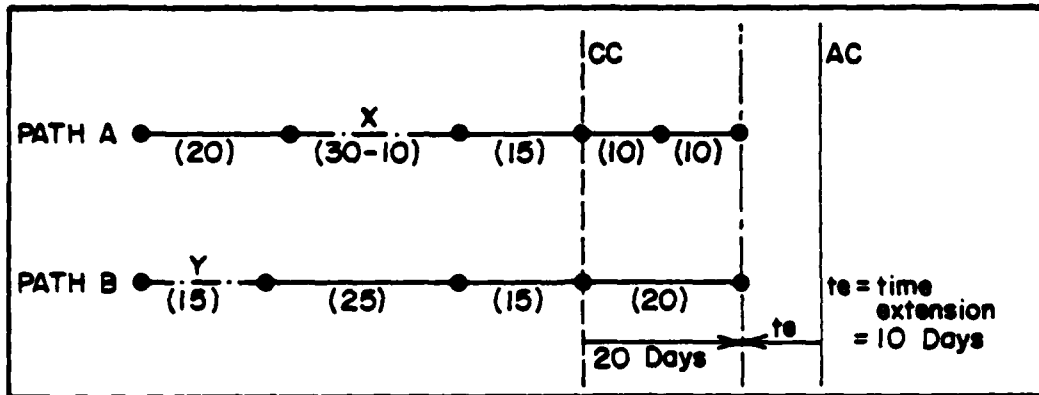 CC
AC
X
PATH A
(20)
(30-10)
(15)
(10)
(10)
Y
PATH B
(15)
(25)
(15)
(20)
te
20 Days
te = time
extension
= 10 Days